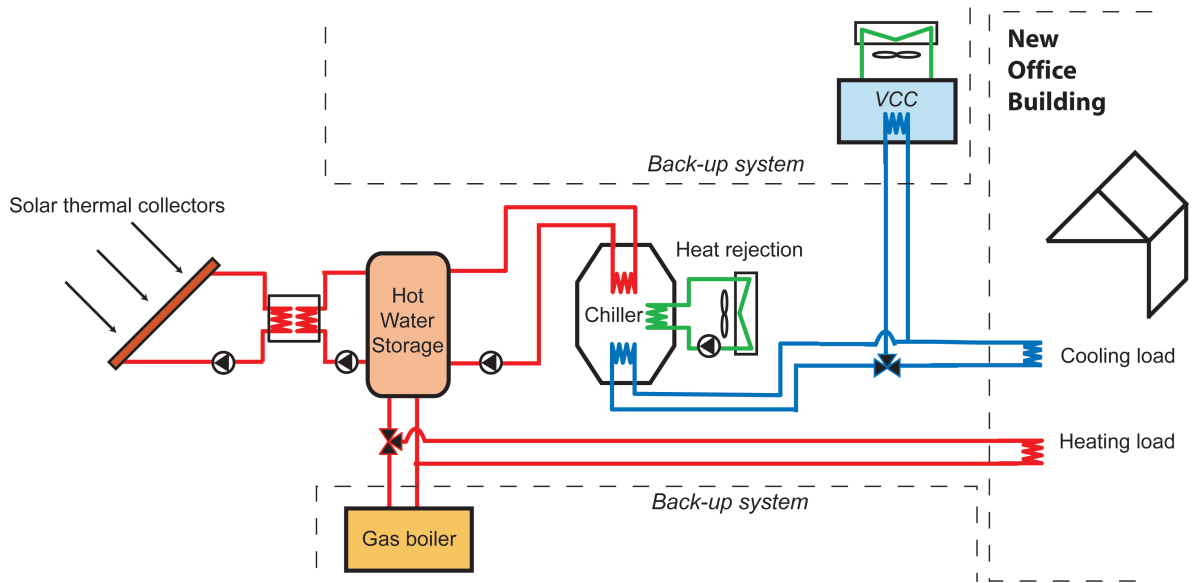 New
Office
Building
VCC
Back-up system
Solar thermal collectors
Heat rejection
Hot
Water
Storage
Chiller
Cooling load
Heating load
Back-up system
Gas boiler